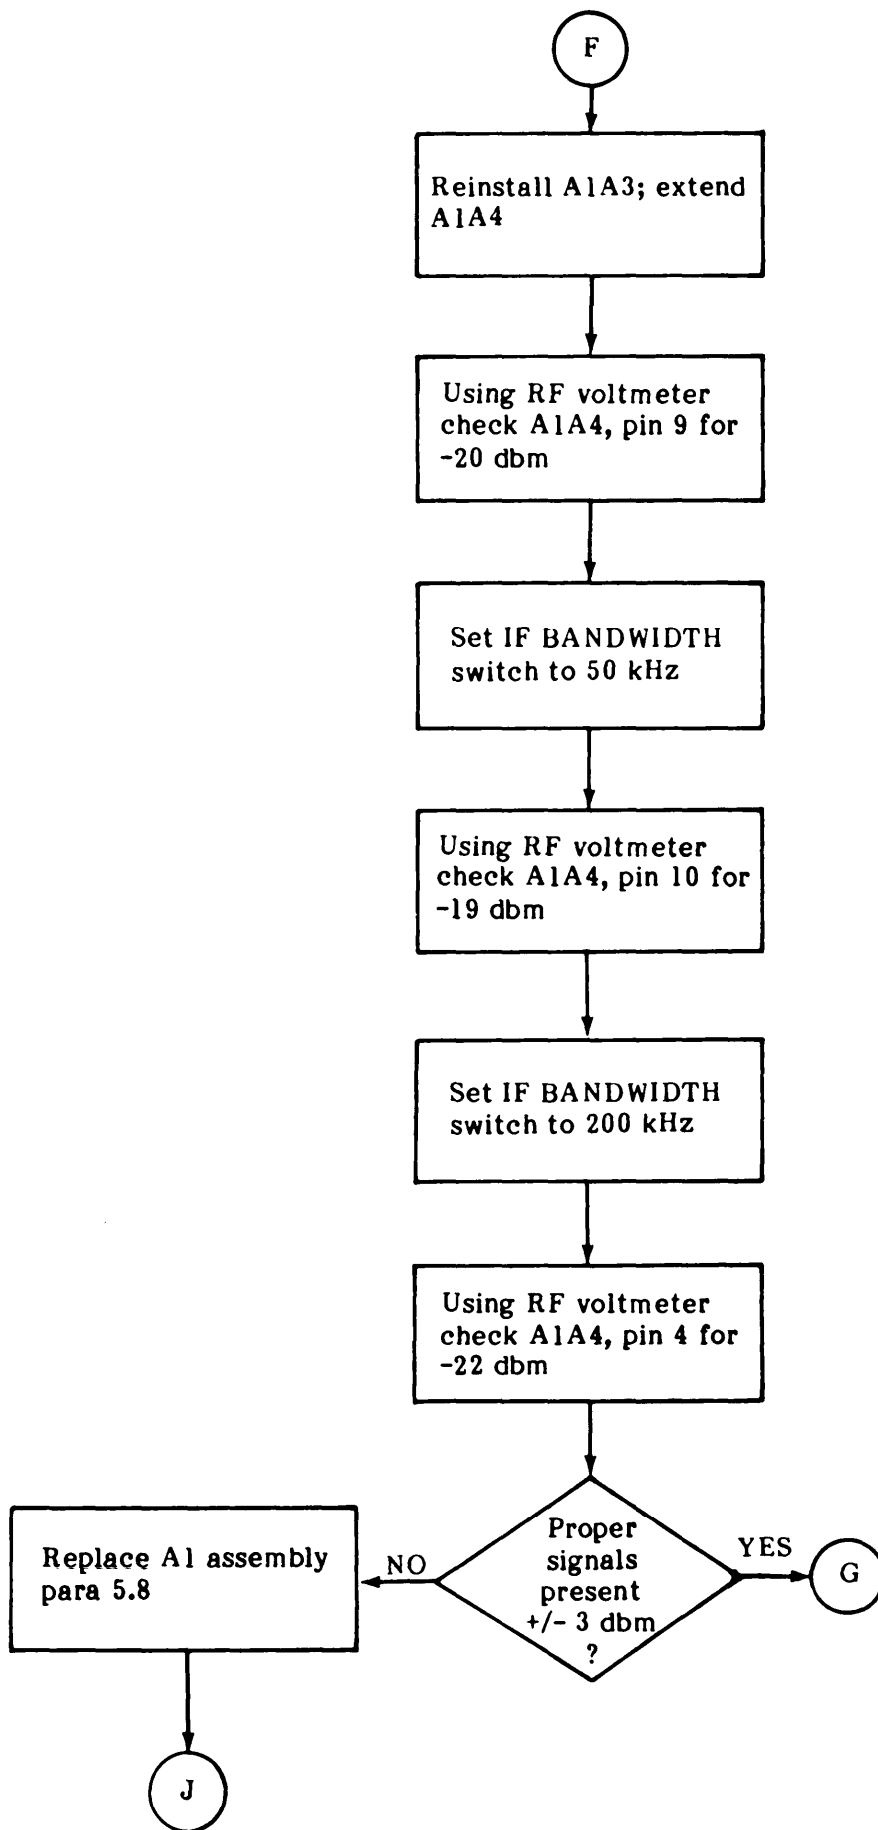 F
Reinstall A1A3; extend
A1A4
Using RF voltmeter
check A1A4, pin 9 for
-20 dbm
Set IF BANDWIDTH
switch to 50 kHz
Using RF voltmeter
check A1A4, pin 10 for
-19 dbm
Set IF BANDWIDTH
switch to 200 kHz
Using RF voltmeter
check A1A4, pin 4 for
-22 dbm
Proper
signals
present
+/- 3 dbm
?
YES
G
NO
Replace A1 assembly
para 5.8
J